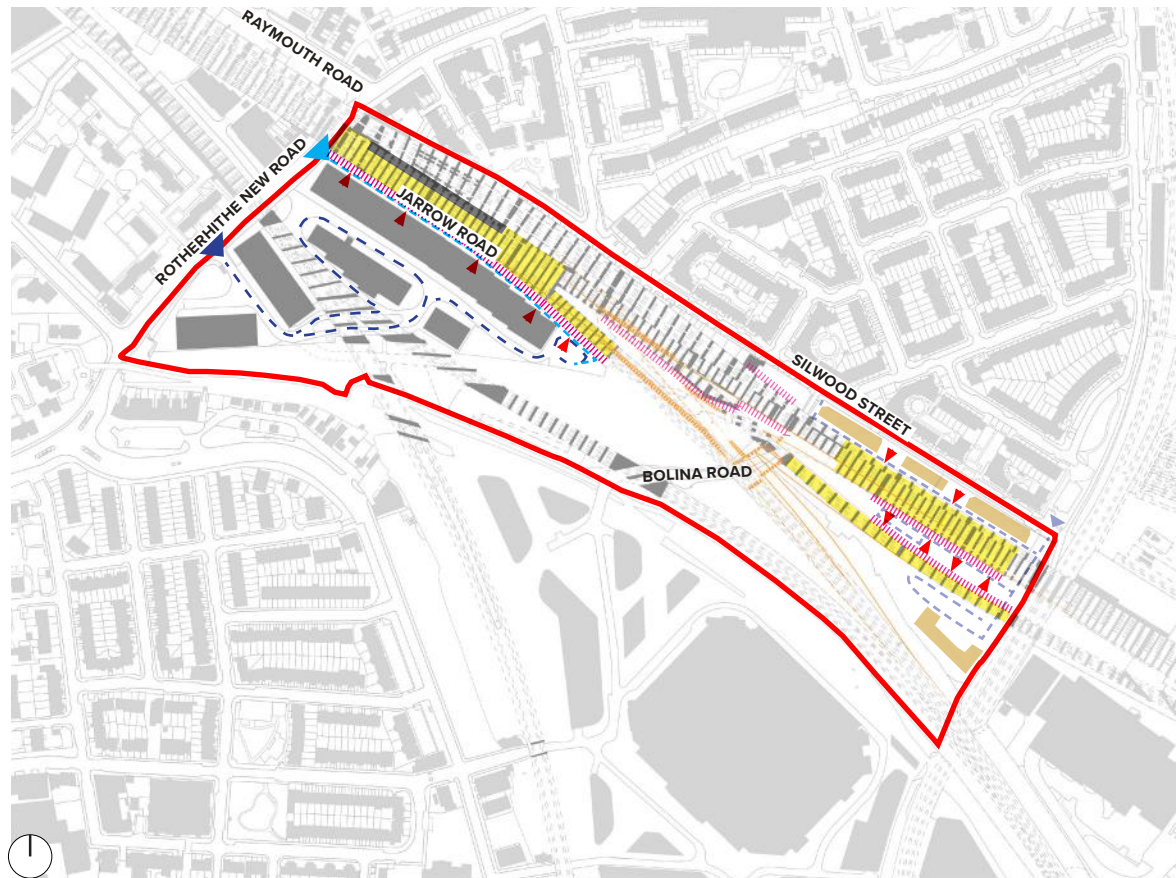 RAYMOUTH ROAD
ROTHERHITHE NEW ROAD
JARROW ROAD
SILWOOD STREET
BOLINA ROAD